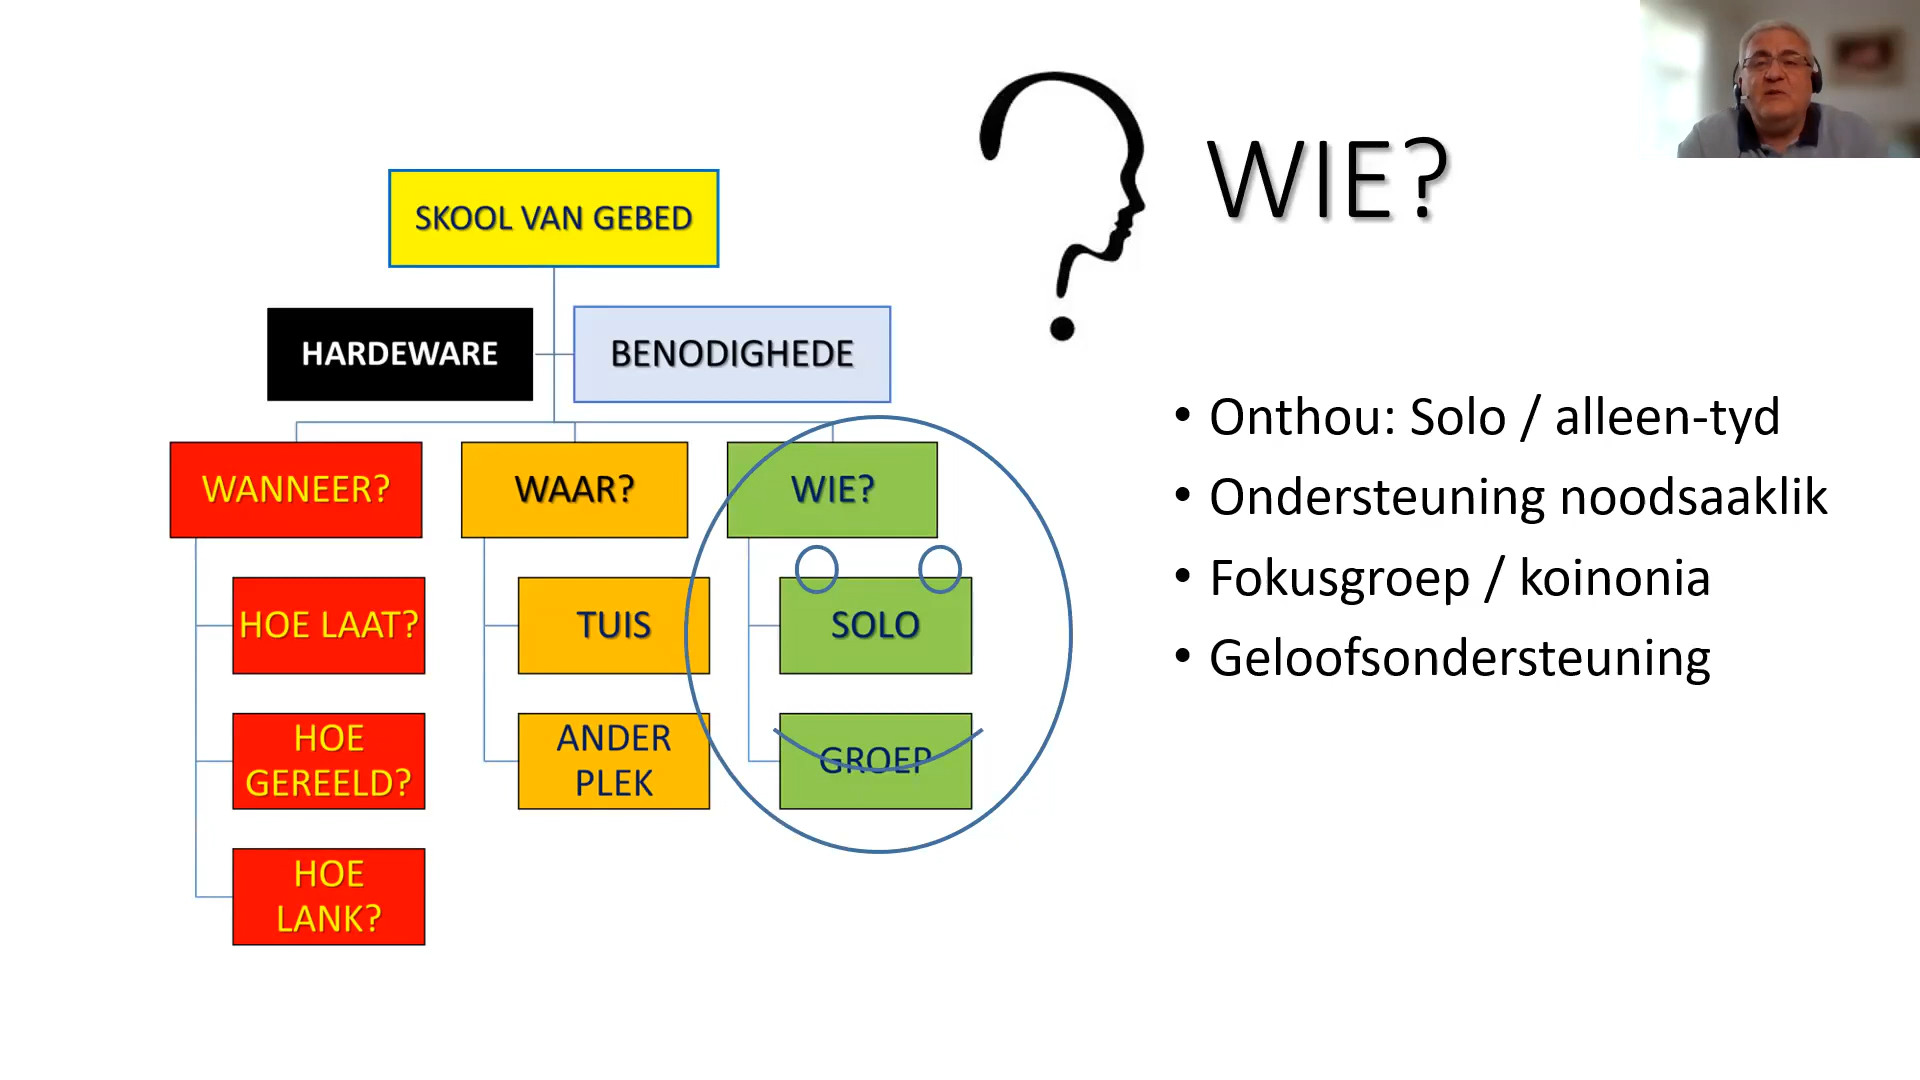 WIE?
SKOOL VAN GEBED
HARDEWARE
BENODIGHEDE
WANNEER?
HOE LAAT?
HOE
GEREELD?
HOE
LANK?
WAAR?
TUIS
ANDER
PLEK
WIE?
SOLO
GROEP
• Onthou: Solo / alleen-tyd
• Ondersteuning noodsaaklik
• Fokusgroep / koinonia
• Geloofsondersteuning